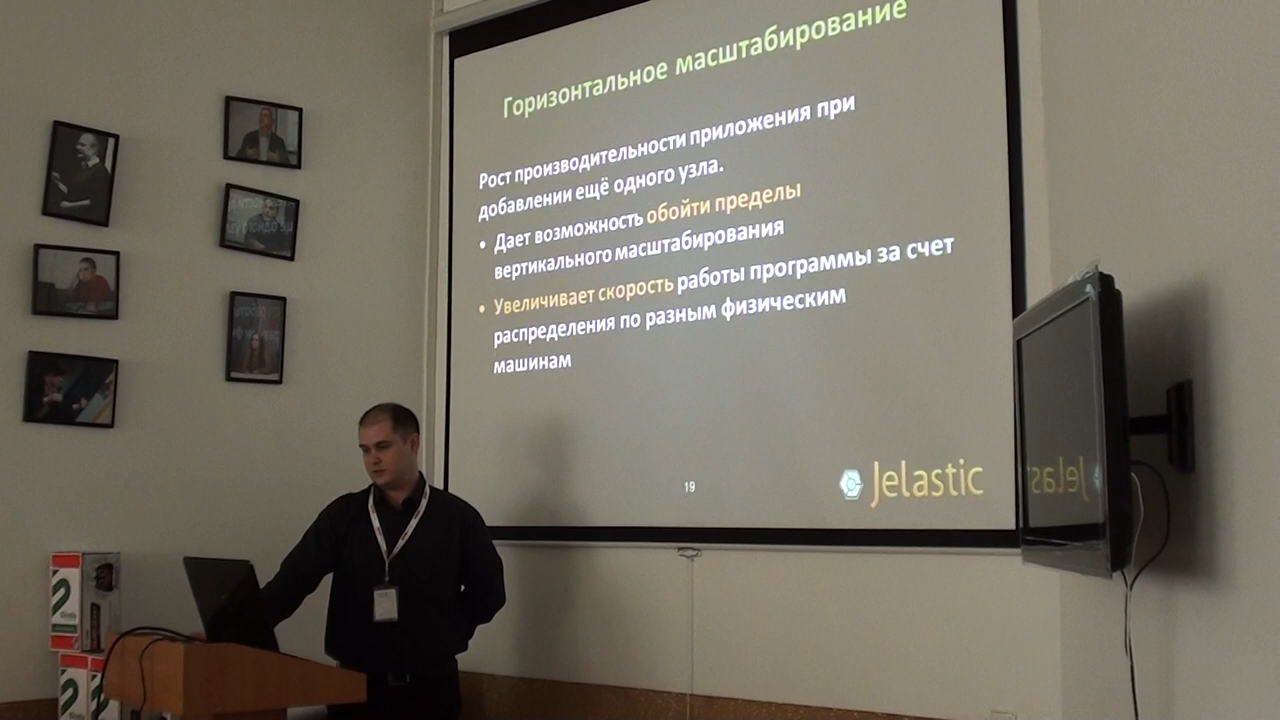 Горизонтальное масштабирование
Рост производительности приложения при
добавлении ещё одного узла.
• Дает возможность обойти пределы
вертикального масштабирования
• Увеличивает скорость работы программы за счет
распределения по разным физическим
машинам
19
Jelastic